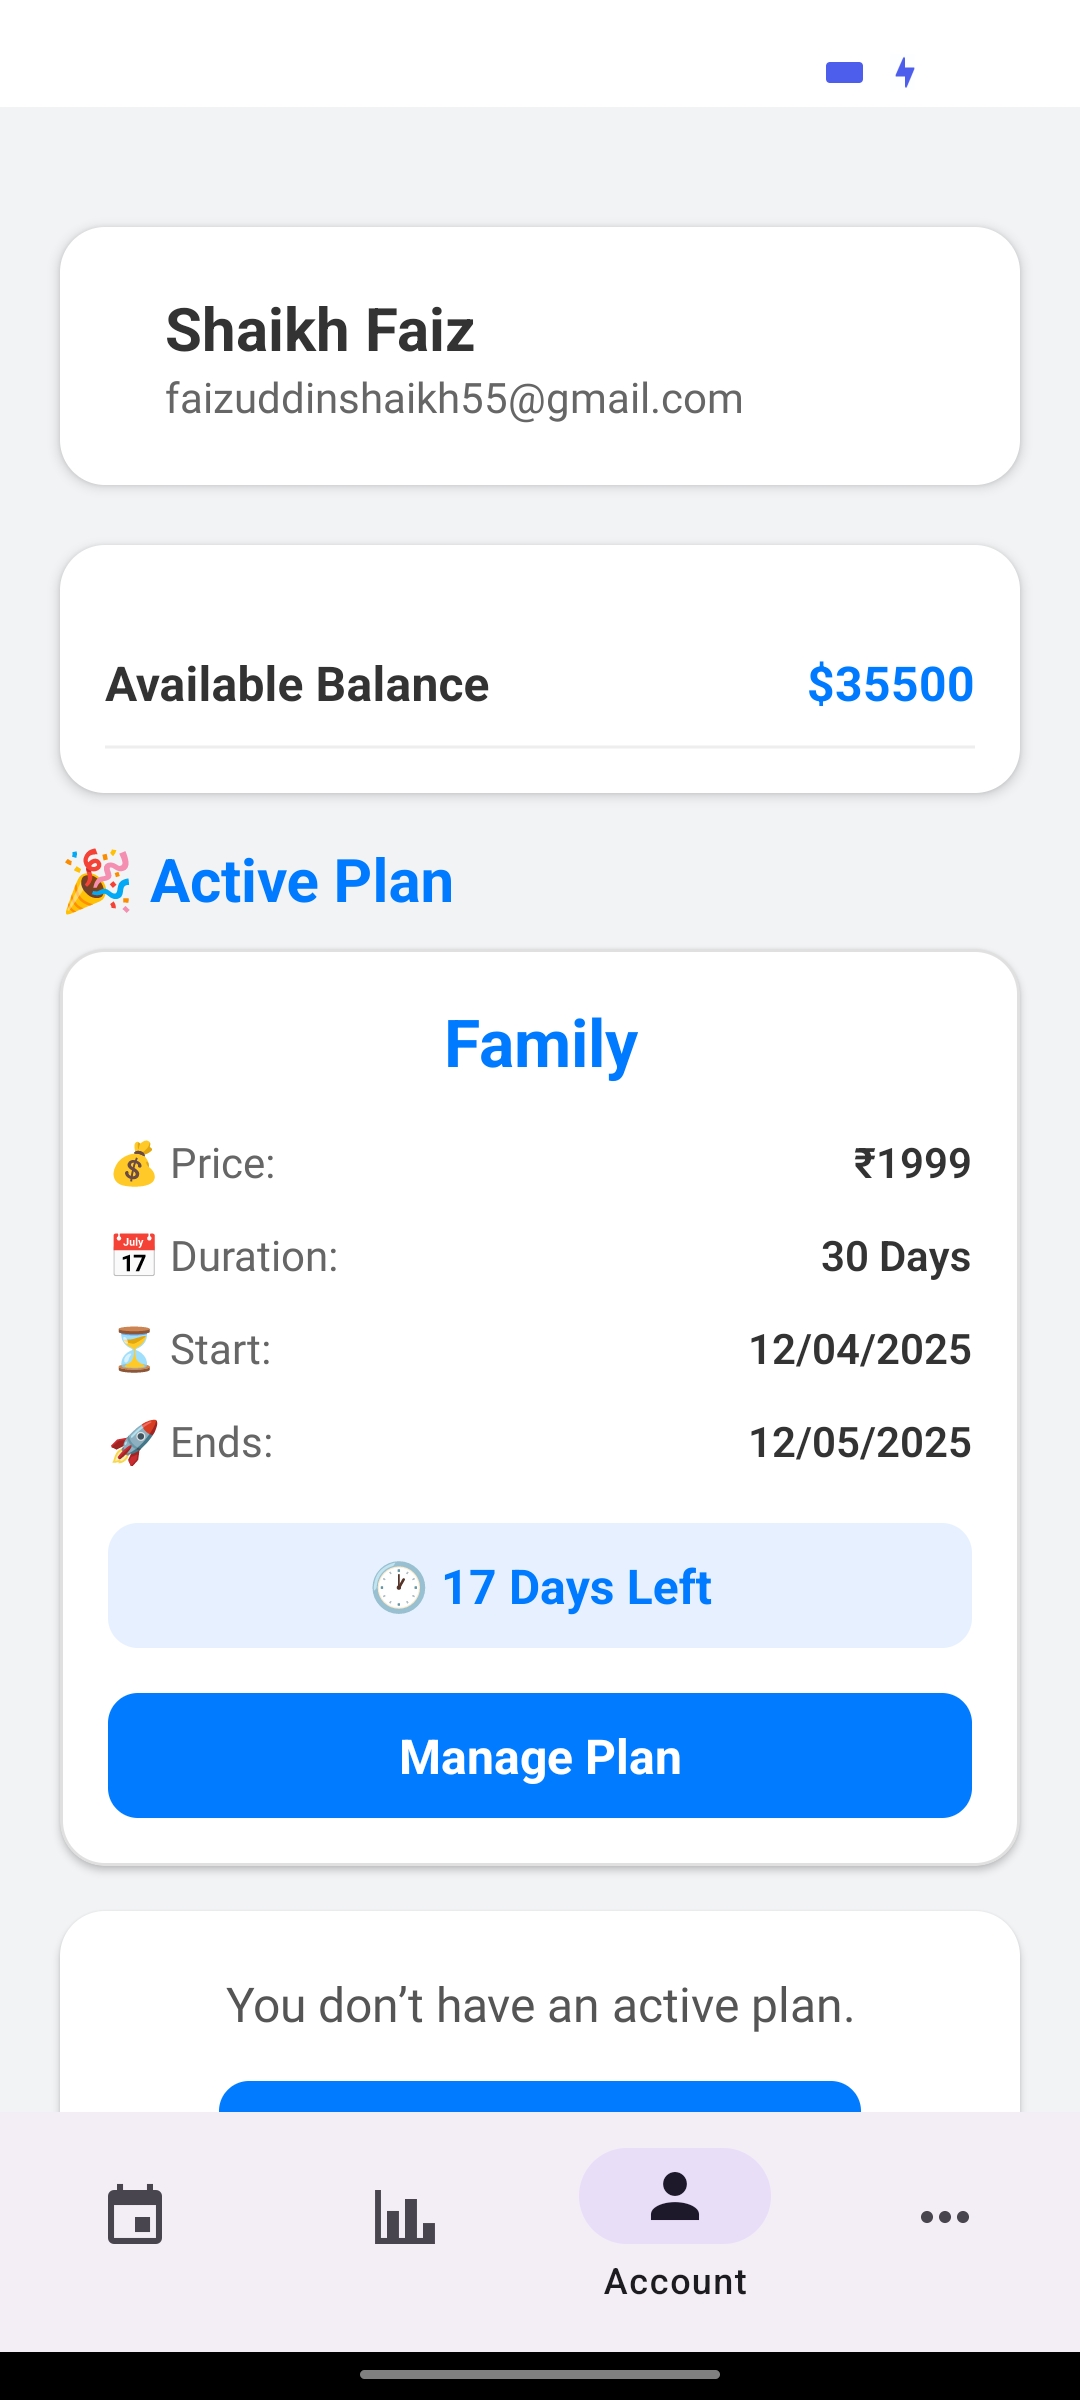 Shaikh Faiz
faizuddinshaikh55@gmail.com
Available Balance $35500
🎉 Active Plan
Family
💰 Price: ₹1999
📅 Duration: 30 Days
⏳ Start: 12/04/2025
🚀 Ends: 12/05/2025
🕐 17 Days Left
Manage Plan
You don’t have an active plan.
Account